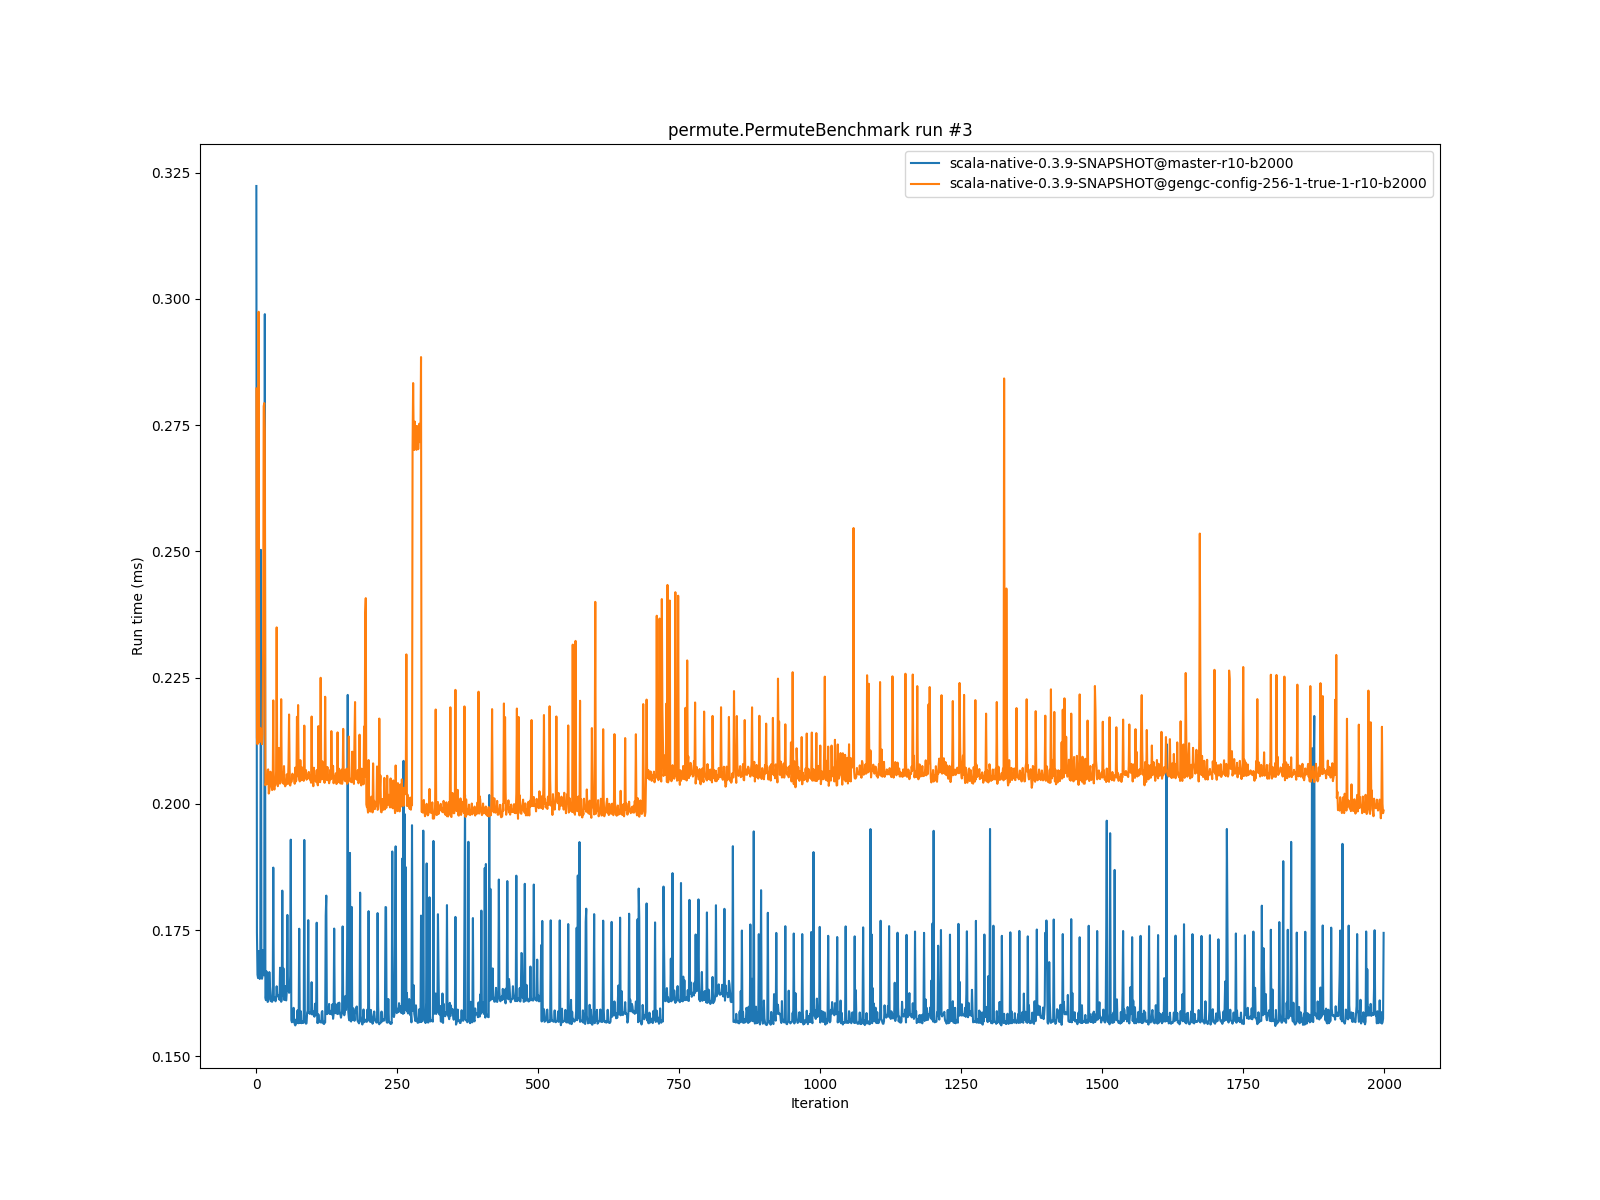 permute.PermuteBenchmark run #3
scala-native-0.3.9-SNAPSHOT@master-r10-b2000
scala-native-0.3.9-SNAPSHOT@gengc-config-256-1-true-1-r10-b2000
0.325
0.300
0.275
0.250
0.225
0.200
0.175
0.150
Run time (ms)
0 250 500 750 1000 1250 1500 1750 2000
Iteration